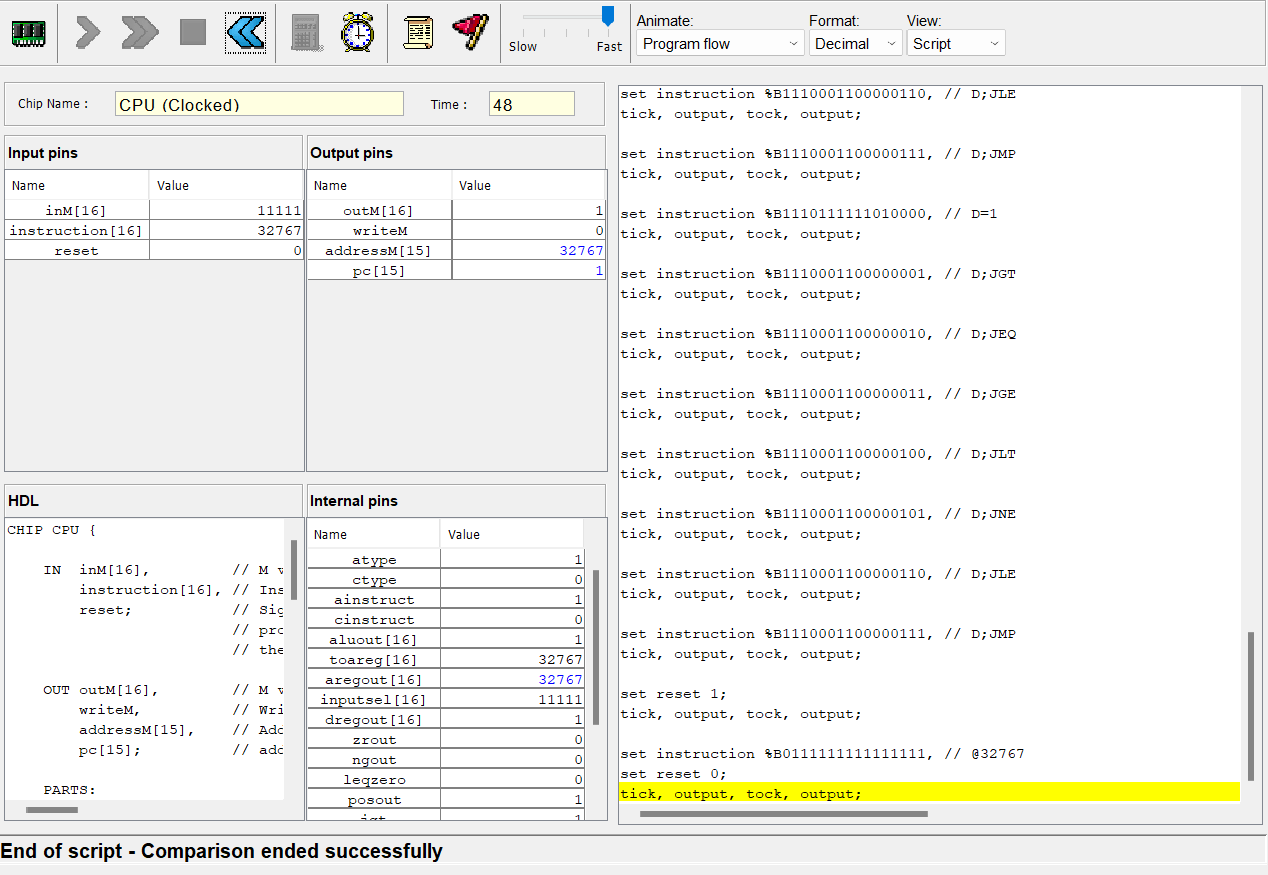 Slow Fast
Animate: Format: View:
Program flow Decimal Script
Chip Name : CPU (Clocked) Time : 48
Input pins
Name Value
inM[16] 11111
instruction[16] 32767
reset 0
Output pins
Name Value
outM[16] 1
writeM 0
addressM[15] 32767
pc[15] 1
HDL
CHIP CPU {
IN inM[16], // M v
instruction[16], // Ins
reset; // Sig
// pro
// the
OUT outM[16], // M v
writeM, // Wri
addressM[15], // Add
pc[15]; // add
PARTS:
Internal pins
Name Value
atype 1
ctype 0
ainstruct 1
cinstruct 0
aluout[16] 1
toareg[16] 32767
aregout[16] 32767
inputsel[16] 11111
dregout[16] 1
zrout 0
ngout 0
leqzero 0
posout 1
set instruction %B1110001100000110, // D;JLE
tick, output, tock, output;
set instruction %B1110001100000111, // D;JMP
tick, output, tock, output;
set instruction %B1110111111010000, // D=1
tick, output, tock, output;
set instruction %B1110001100000001, // D;JGT
tick, output, tock, output;
set instruction %B1110001100000010, // D;JEQ
tick, output, tock, output;
set instruction %B1110001100000011, // D;JGE
tick, output, tock, output;
set instruction %B1110001100000100, // D;JLT
tick, output, tock, output;
set instruction %B1110001100000101, // D;JNE
tick, output, tock, output;
set instruction %B1110001100000110, // D;JLE
tick, output, tock, output;
set instruction %B1110001100000111, // D;JMP
tick, output, tock, output;
set reset 1;
tick, output, tock, output;
set instruction %B0111111111111111, // @32767
set reset 0;
tick, output, tock, output;
End of script - Comparison ended successfully